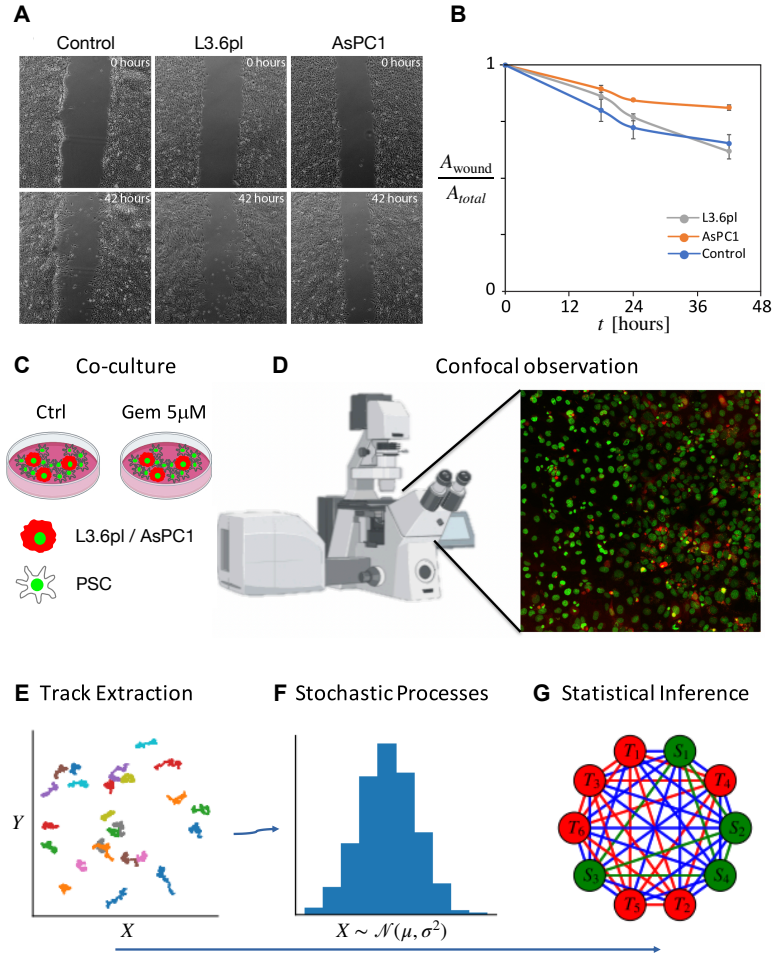 A
Control L3.6pl AsPC1
0 hours 0 hours 0 hours
42 hours 42 hours 42 hours
B
1
A_wound
A_total
0
L3.6pl
AsPC1
Control
0 12 24 36 48
t [hours]
C Co-culture
Ctrl Gem 5μM
L3.6pl / AsPC1
PSC
D Confocal observation
E Track Extraction
Y
X
F Stochastic Processes
X ~ 𝒩(μ, σ²)
G Statistical Inference
T₁ S₁
T₃ T₄
T₆ S₂
S₃ S₄
T₅ T₂